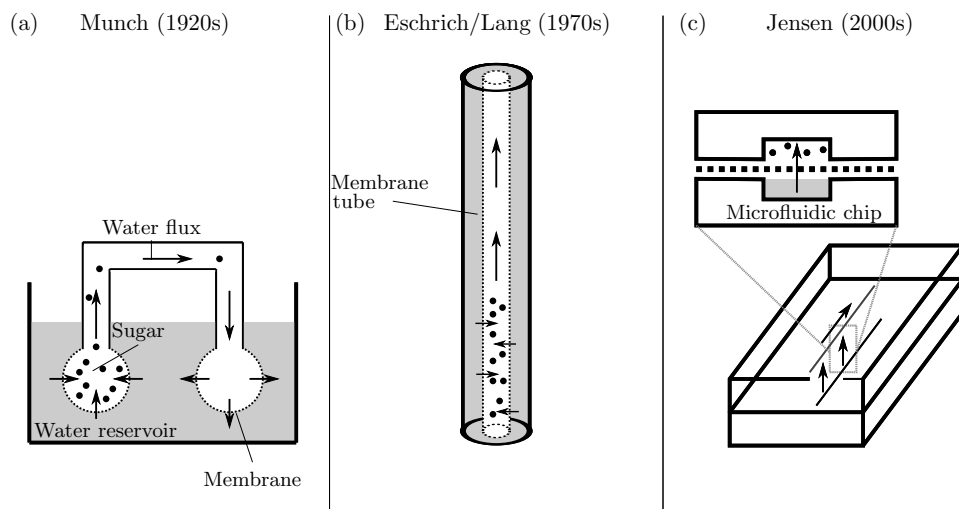 (a) Munch (1920s)
Water flux
Sugar
Water reservoir
Membrane
(b) Eschrich/Lang (1970s)
Membrane
tube
(c) Jensen (2000s)
Microfluidic chip